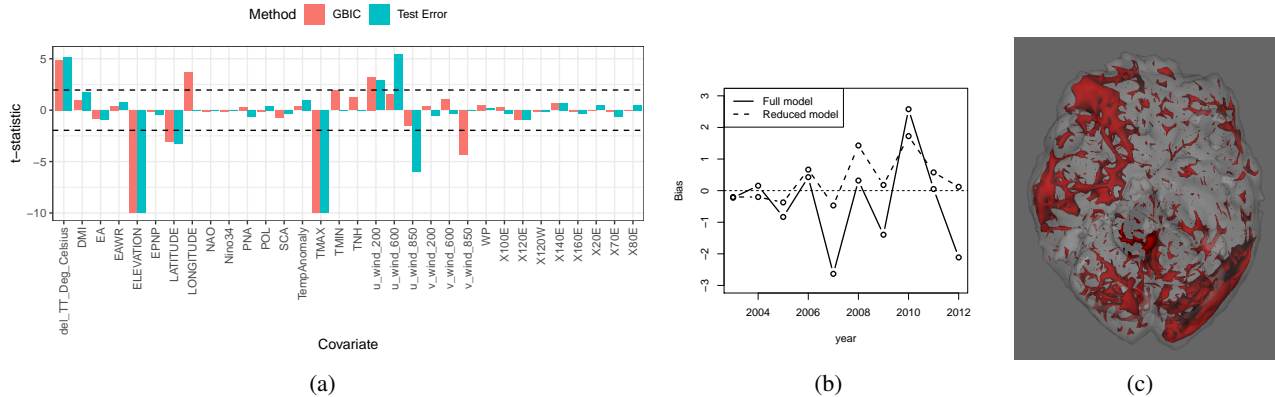 Method GBIC Test Error
t-statistic
5
0
−5
−10
del_TT_Deg_Celsius
DMI
EA
EAWR
ELEVATION
EPNP
LATITUDE
LONGITUDE
NAO
Nino34
PNA
POL
SCA
TempAnomaly
TMAX
TMIN
TNH
u_wind_200
u_wind_600
u_wind_850
v_wind_200
v_wind_600
v_wind_850
WP
X100E
X120E
X120W
X140E
X160E
X20E
X70E
X80E
Covariate
(a)
Full model
Reduced model
Bias
3
2
1
0
-1
-2
-3
2004 2006 2008 2010 2012
year
(b)
(c)